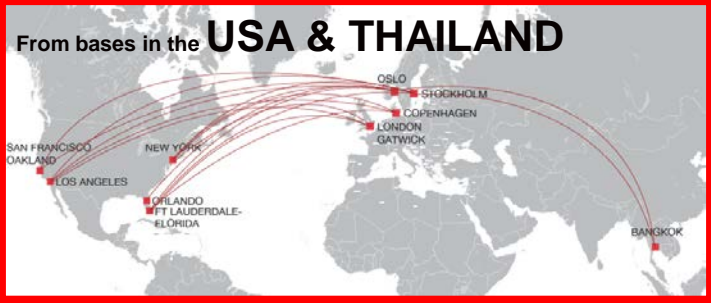 From bases in the USA & THAILAND
OSLO
STOCKHOLM
COPENHAGEN
LONDON
GATWICK
SAN FRANCISCO
OAKLAND
NEW YORK
LOS ANGELES
ORLANDO
FT LAUDERDALE-
FLORIDA
BANGKOK